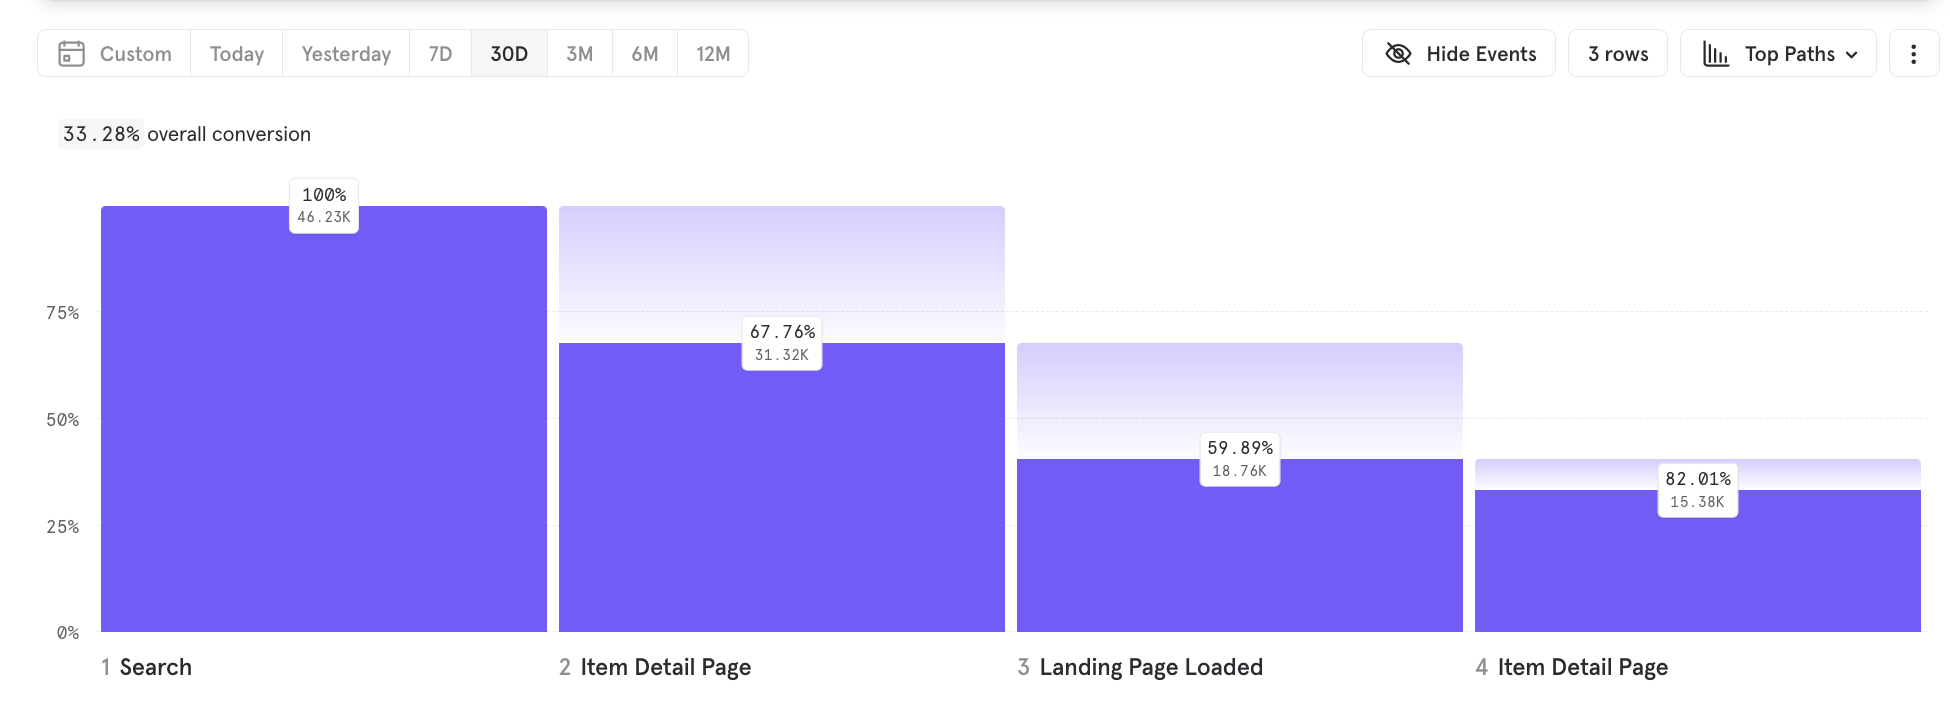 Custom Today Yesterday 7D 30D 3M 6M 12M Hide Events 3 rows Top Paths
33.28% overall conversion
100%
46.23K
75%
67.76%
31.32K
50%
59.89%
18.76K
82.01%
15.38K
25%
0%
1 Search 2 Item Detail Page 3 Landing Page Loaded 4 Item Detail Page